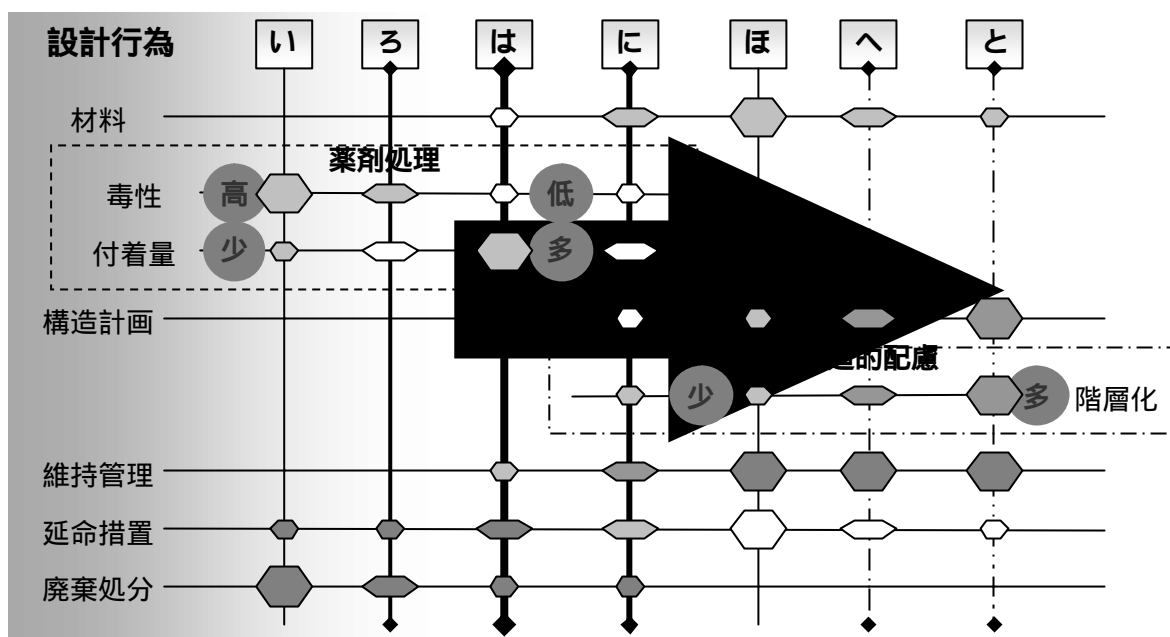 設計行為 い ろ は に ほ へ と
材料
薬剤処理
毒性 高 低
付着量 少 多
構造計画
造的配慮
少 多 階層化
維持管理
延命措置
廃棄処分